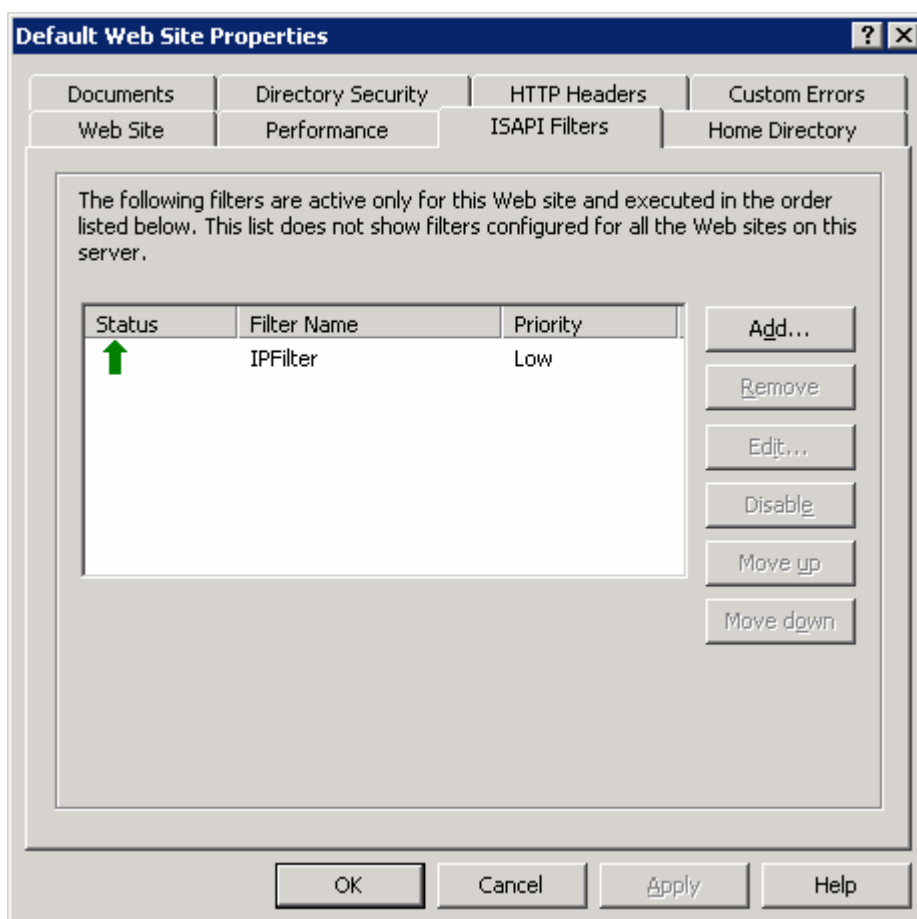 Default Web Site Properties
Documents
Directory Security
HTTP Headers
Custom Errors
Web Site
Performance
ISAPI Filters
Home Directory
The following filters are active only for this Web site and executed in the order
listed below. This list does not show filters configured for all the Web sites on this
server.
Status Filter Name Priority
IPFilter Low
Add...
Remove
Edit...
Disable
Move up
Move down
OK
Cancel
Apply
Help